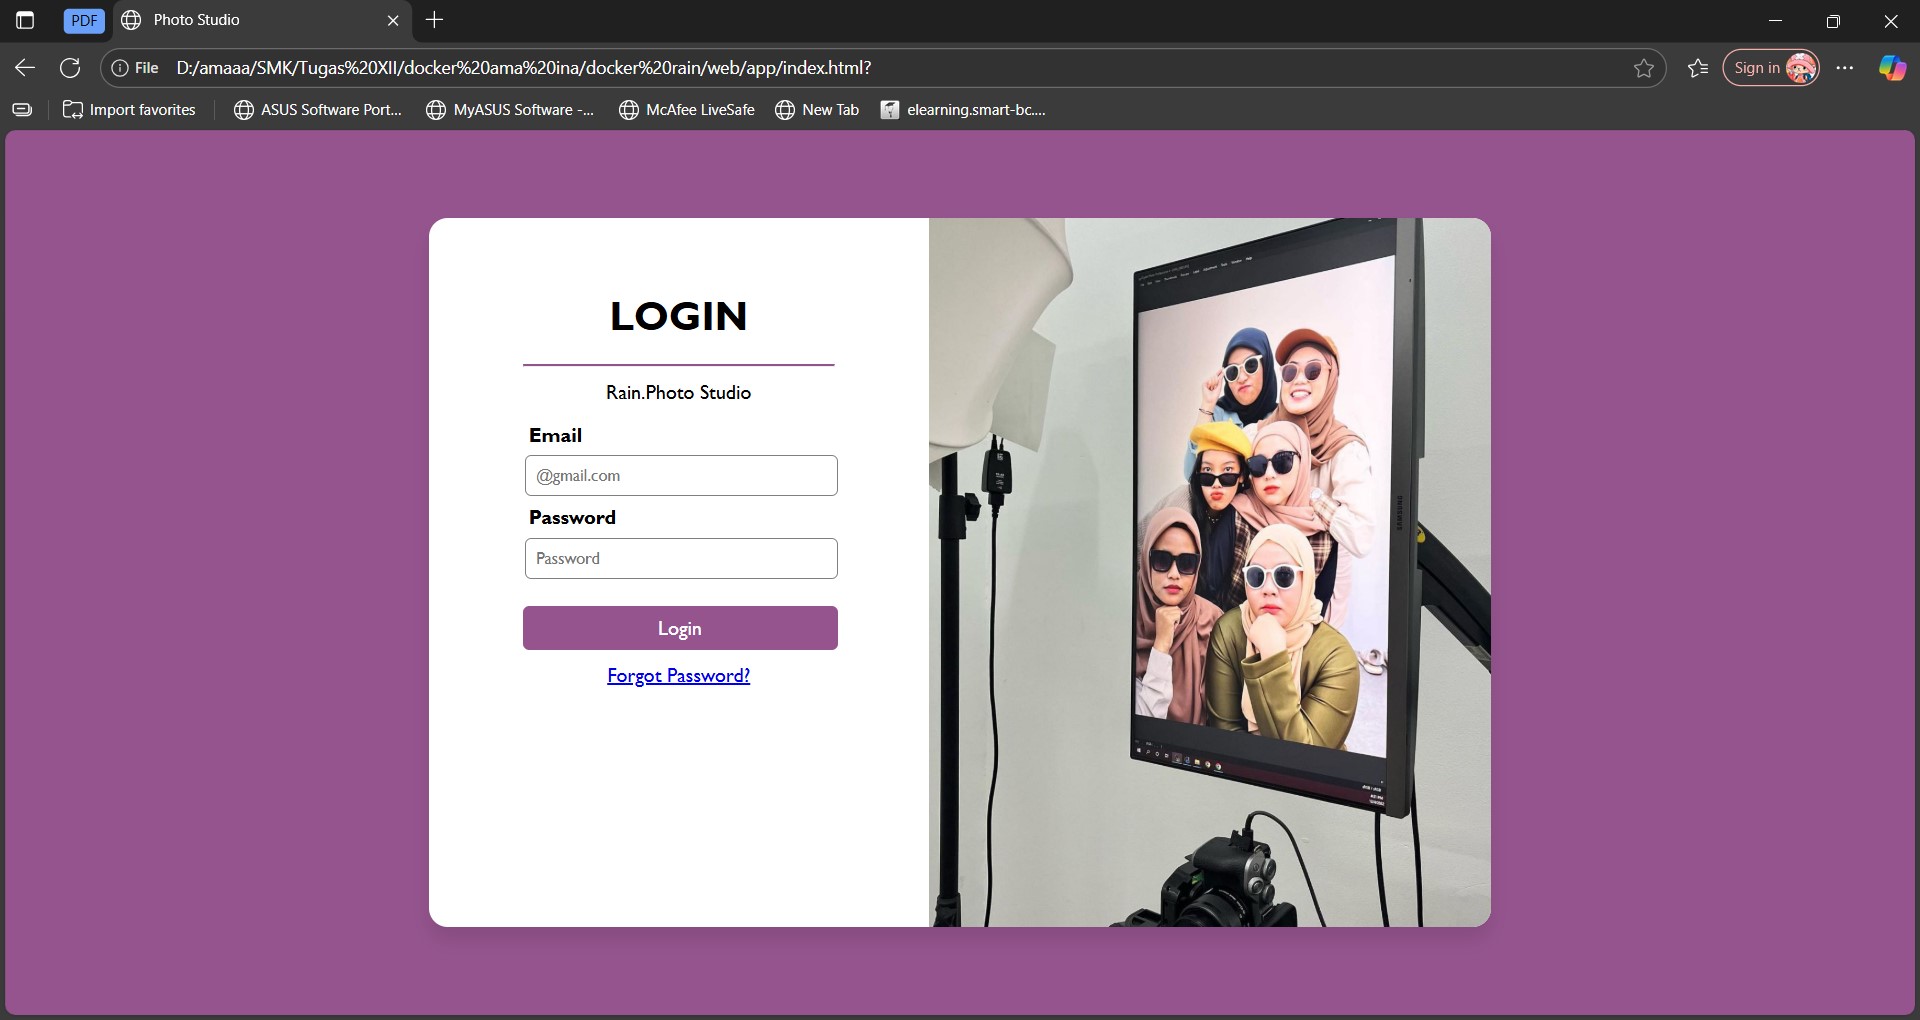 PDF
Photo Studio
File
D:/amaaa/SMK/Tugas%20XII/docker%20ama%20ina/docker%20rain/web/app/index.html?
Sign in
Import favorites
ASUS Software Port...
MyASUS Software -...
McAfee LiveSafe
New Tab
elearning.smart-bc....
LOGIN
Rain.Photo Studio
Email
@gmail.com
Password
Password
Login
Forgot Password?
SAMSUNG